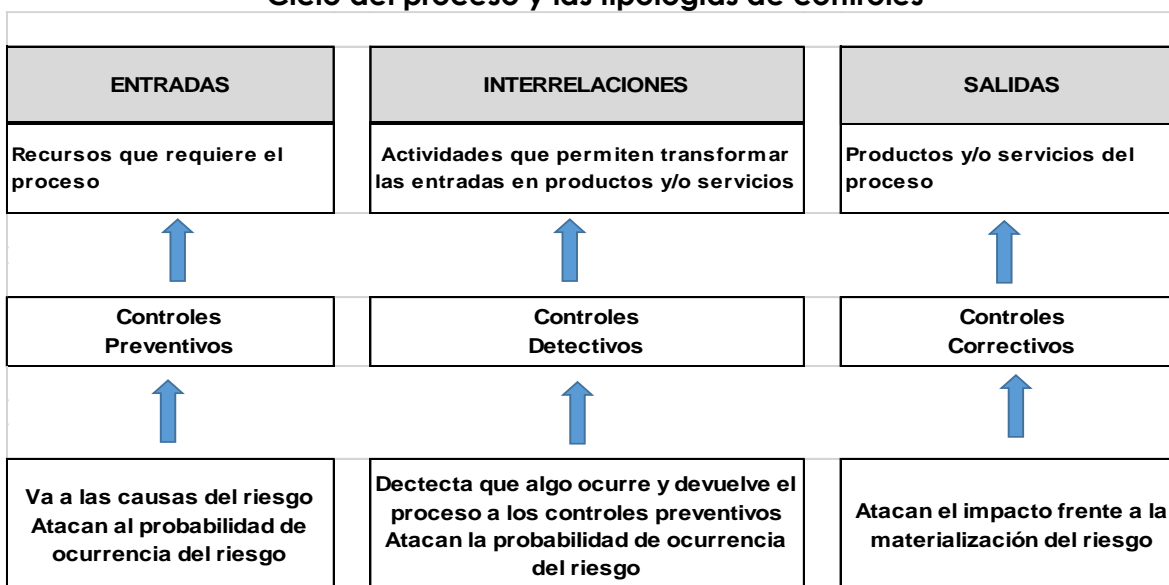 Ciclo del proceso y las tipologías de controles
ENTRADAS
INTERRELACIONES
SALIDAS
Recursos que requiere el
proceso
Actividades que permiten transformar
las entradas en productos y/o servicios
Productos y/o servicios del
proceso
Controles
Preventivos
Controles
Detectivos
Controles
Correctivos
Va a las causas del riesgo
Atacan al probabilidad de
ocurrencia del riesgo
Dectecta que algo ocurre y devuelve el
proceso a los controles preventivos
Atacan la probabilidad de ocurrencia
del riesgo
Atacan el impacto frente a la
materialización del riesgo